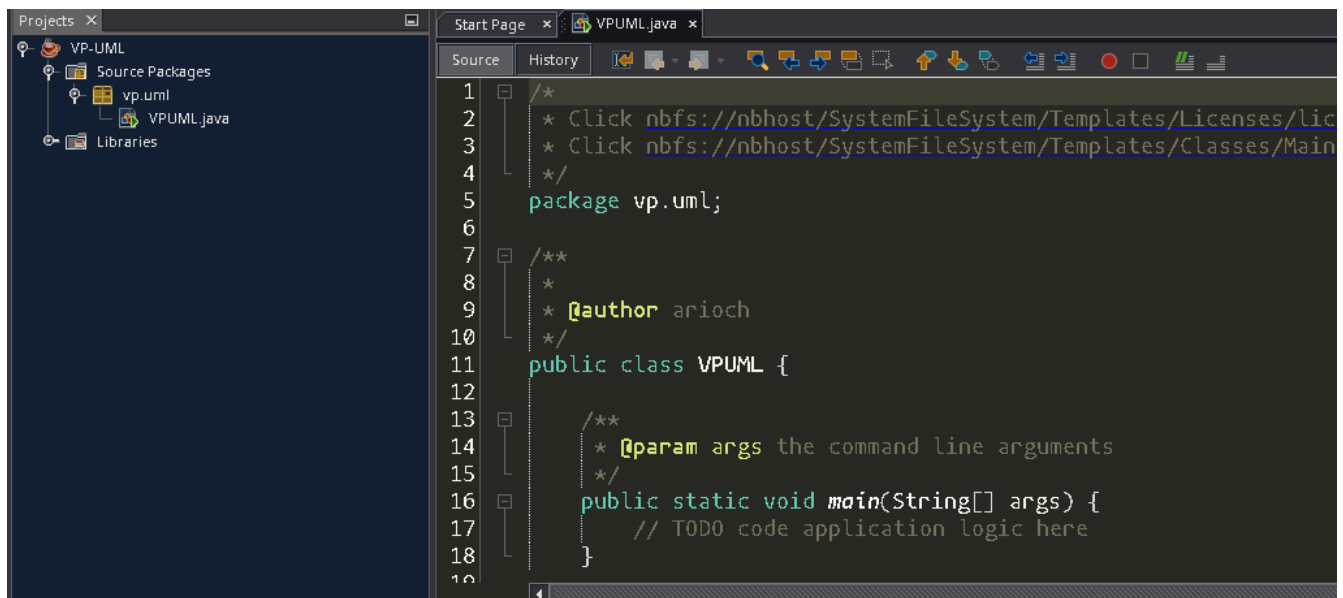 Projects
VP-UML
Source Packages
vp.uml
VPUML.java
Libraries
Start Page
VPUML.java
Source
History
1 /*
2 * Click nbfs://nbhost/SystemFileSystem/Templates/Licenses/lic
3 * Click nbfs://nbhost/SystemFileSystem/Templates/Classes/Main
4 */
5 package vp.uml;
6
7 /**
8 *
9 * @author arioch
10 */
11 public class VPUML {
12
13 /**
14 * @param args the command line arguments
15 */
16 public static void main(String[] args) {
17 // TODO code application logic here
18 }
19